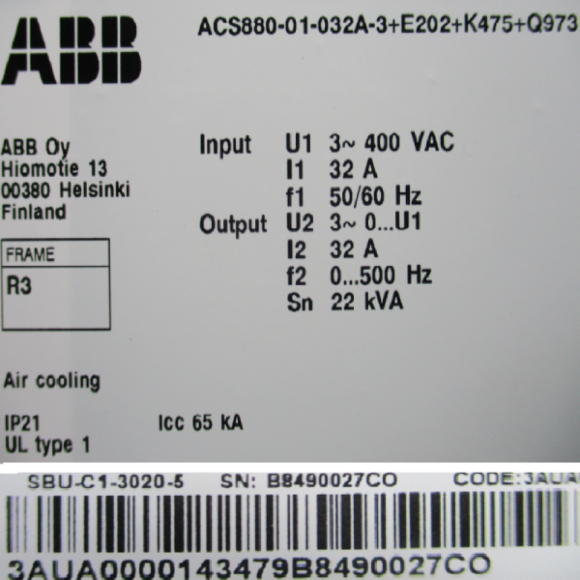 ABB
ACS880-01-032A-3+E202+K475+Q973
ABB Oy
Hiomotie 13
00380 Helsinki
Finland
Input U1 3~ 400 VAC
I1 32 A
f1 50/60 Hz
Output U2 3~ 0...U1
I2 32 A
f2 0...500 Hz
Sn 22 kVA
FRAME
R3
Air cooling
IP21 Icc 65 kA
UL type 1
SBU-C1-3020-5 SN: B8490027CO CODE:3AUA
3AUA0000143479B8490027CO